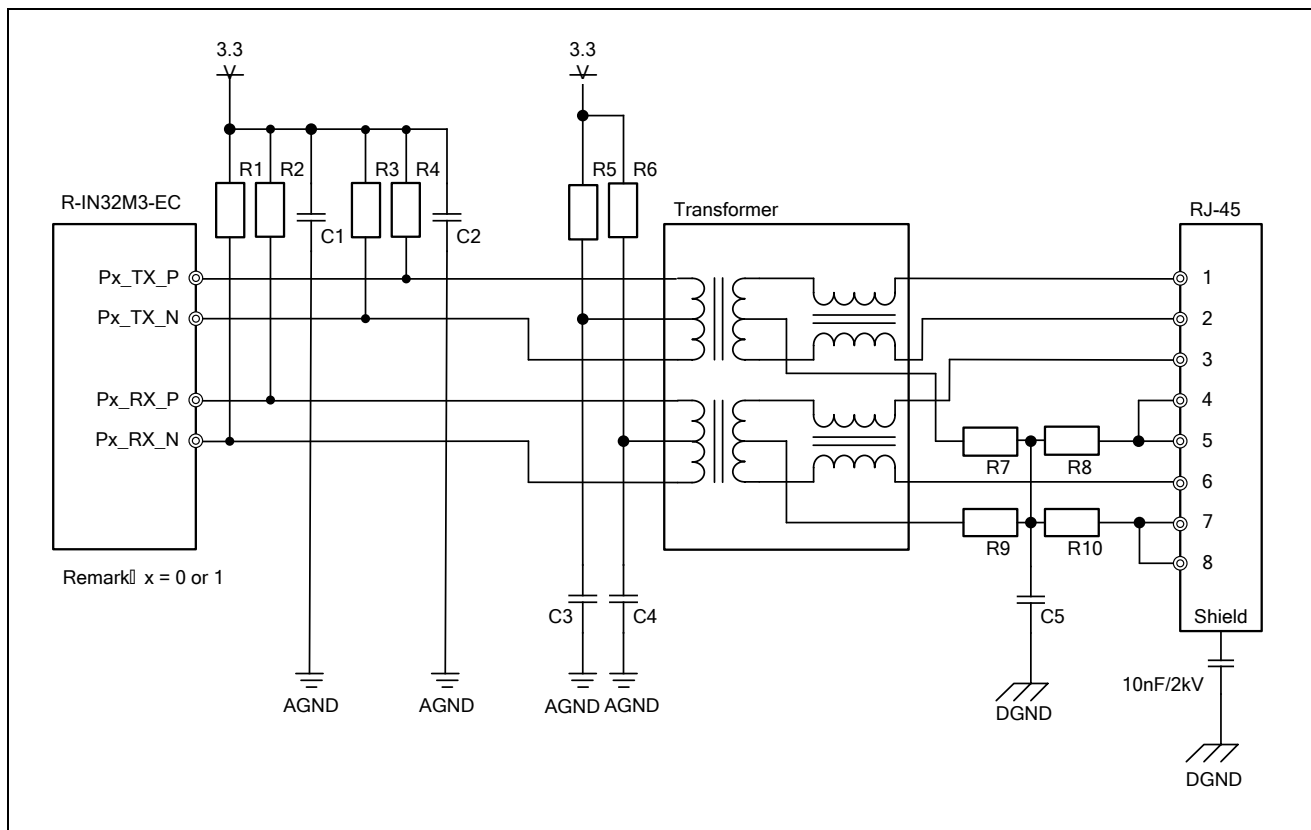 3.3
V
3.3
V
R1
R2
R3
R4
R5
R6
C1
C2
R-IN32M3-EC
Transformer
RJ-45
Px_TX_P
Px_TX_N
Px_RX_P
Px_RX_N
1
2
3
4
5
6
7
8
R7
R8
R9
R10
Remark▯ x = 0 or 1
C3
C4
C5
Shield
10nF/2kV
AGND
AGND
AGND
AGND
DGND
DGND